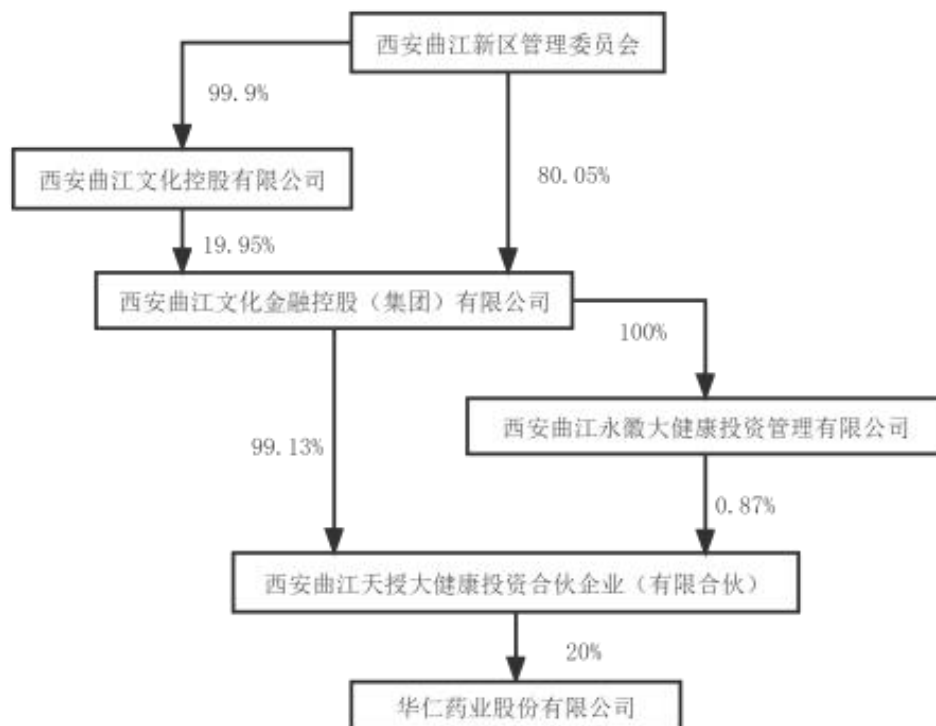 西安曲江新区管理委员会
99.9%
西安曲江文化控股有限公司
80.05%
19.95%
西安曲江文化金融控股（集团）有限公司
100%
西安曲江永徽大健康投资管理有限公司
99.13%
0.87%
西安曲江天授大健康投资合伙企业（有限合伙）
20%
华仁药业股份有限公司